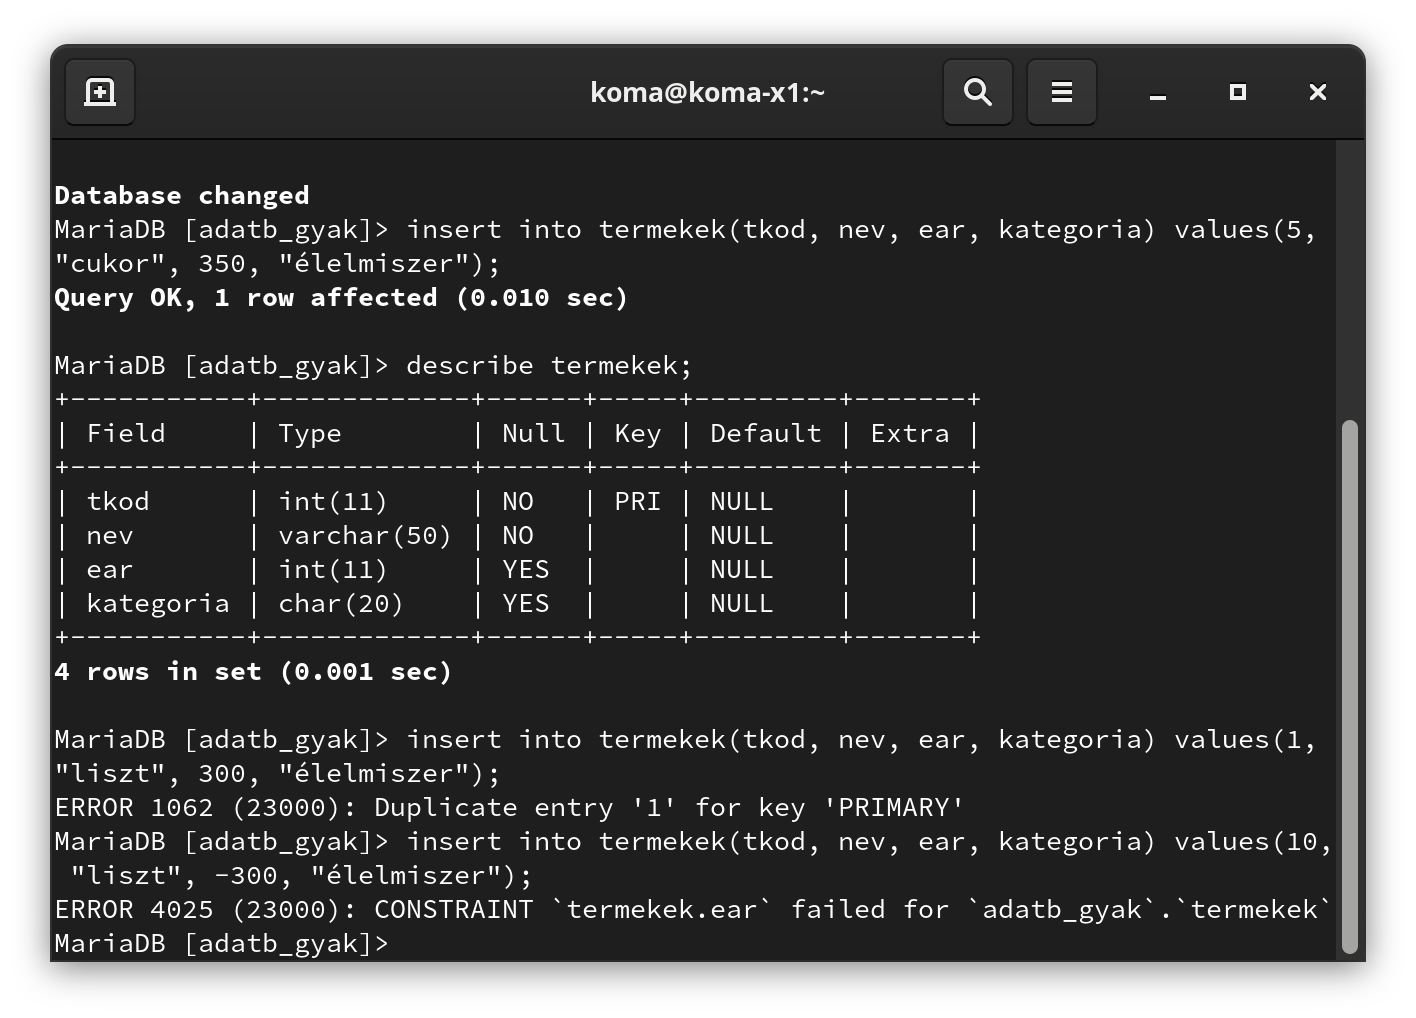 koma@koma-x1:~
Database changed
MariaDB [adatb_gyak]> insert into termekek(tkod, nev, ear, kategoria) values(5,
"cukor", 350, "élelmiszer");
Query OK, 1 row affected (0.010 sec)
MariaDB [adatb_gyak]> describe termekek;
+-----------+-------------+------+-----+---------+-------+
| Field     | Type        | Null | Key | Default | Extra |
+-----------+-------------+------+-----+---------+-------+
| tkod      | int(11)     | NO   | PRI | NULL    |       |
| nev       | varchar(50) | NO   |     | NULL    |       |
| ear       | int(11)     | YES  |     | NULL    |       |
| kategoria | char(20)    | YES  |     | NULL    |       |
+-----------+-------------+------+-----+---------+-------+
4 rows in set (0.001 sec)
MariaDB [adatb_gyak]> insert into termekek(tkod, nev, ear, kategoria) values(1,
"liszt", 300, "élelmiszer");
ERROR 1062 (23000): Duplicate entry '1' for key 'PRIMARY'
MariaDB [adatb_gyak]> insert into termekek(tkod, nev, ear, kategoria) values(10,
 "liszt", -300, "élelmiszer");
ERROR 4025 (23000): CONSTRAINT `termekek.ear` failed for `adatb_gyak`.`termekek`
MariaDB [adatb_gyak]>